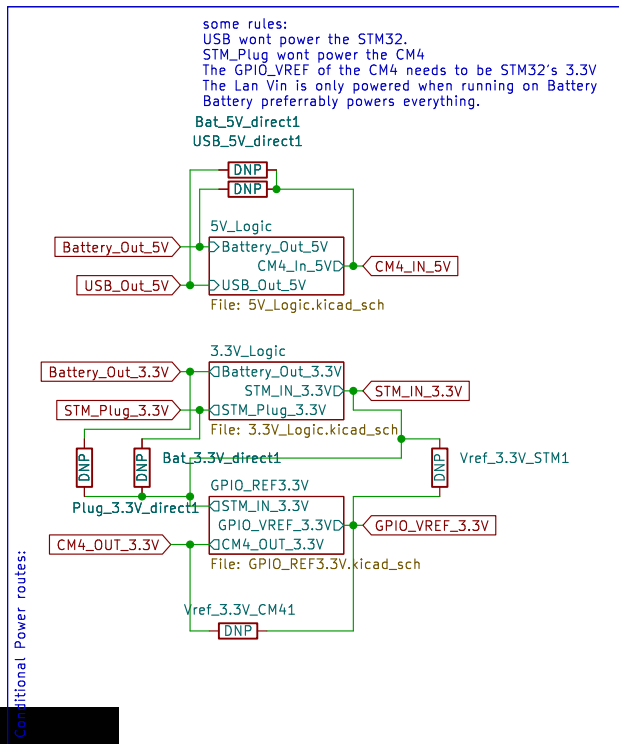 some rules:
USB wont power the STM32.
STM_Plug wont power the CM4
The GPIO_VREF of the CM4 needs to be STM32's 3.3V
The Lan Vin is only powered when running on Battery
Battery preferrably powers everything.
Bat_5V_direct1
USB_5V_direct1
DNP
DNP
5V_Logic
Battery_Out_5V
Battery_Out_5V
CM4_In_5V
CM4_IN_5V
USB_Out_5V
USB_Out_5V
File: 5V_Logic.kicad_sch
3.3V_Logic
Battery_Out_3.3V
Battery_Out_3.3V
STM_IN_3.3V
STM_IN_3.3V
STM_Plug_3.3V
STM_Plug_3.3V
File: 3.3V_Logic.kicad_sch
DNP
DNP
Bat_3.3V_direct1
DNP
Vref_3.3V_STM1
GPIO_REF3.3V
Plug_3.3V_direct1
STM_IN_3.3V
GPIO_VREF_3.3V
GPIO_VREF_3.3V
CM4_OUT_3.3V
CM4_OUT_3.3V
File: GPIO_REF3.3V.kicad_sch
Vref_3.3V_CM41
DNP
Conditional Power routes: